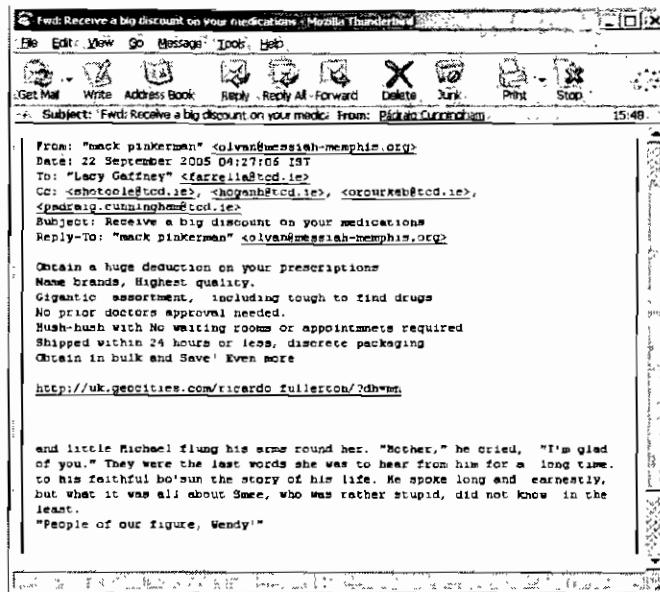 Fwd: Receive a big discount on your medications - Mozilla Thunderbird
File Edit View Go Message Tools Help
Get Mail Write Address Book Reply Reply All Forward Delete Junk Print Stop
Subject: Fwd: Receive a big discount on your medica From: Pádraig Cunningham 15:48
From: "mack pinkerman" <olvan@messiah-memphis.org>
Date: 22 September 2005 04:27:06 IST
To: "Lacy Gaffney" <farrella@tcd.ie>
Cc: <shotoole@tcd.ie>, <hoganb@tcd.ie>, <orourkeb@tcd.ie>,
<padraig.cunningham@tcd.ie>
Subject: Receive a big discount on your medications
Reply-To: "mack pinkerman" <olvan@messiah-memphis.org>
Obtain a huge deduction on your prescriptions
Name brands, Highest quality.
Gigantic assortment, including tough to find drugs
No prior doctors approval needed.
Hush-hush with No waiting rooms or appointmnets required
Shipped within 24 hours or less, discrete packaging
Obtain in bulk and Save! Even more
http://uk.geocities.com/ricardo_fullerton/?dh=mn
and little Michael flung his arms round her. "Mother," he cried, "I'm glad
of you." They were the last words she was to hear from him for a long time.
to his faithful bo'sun the story of his life. He spoke long and earnestly,
but what it was all about Smee, who was rather stupid, did not know in the
least.
"People of our figure, Wendy!"